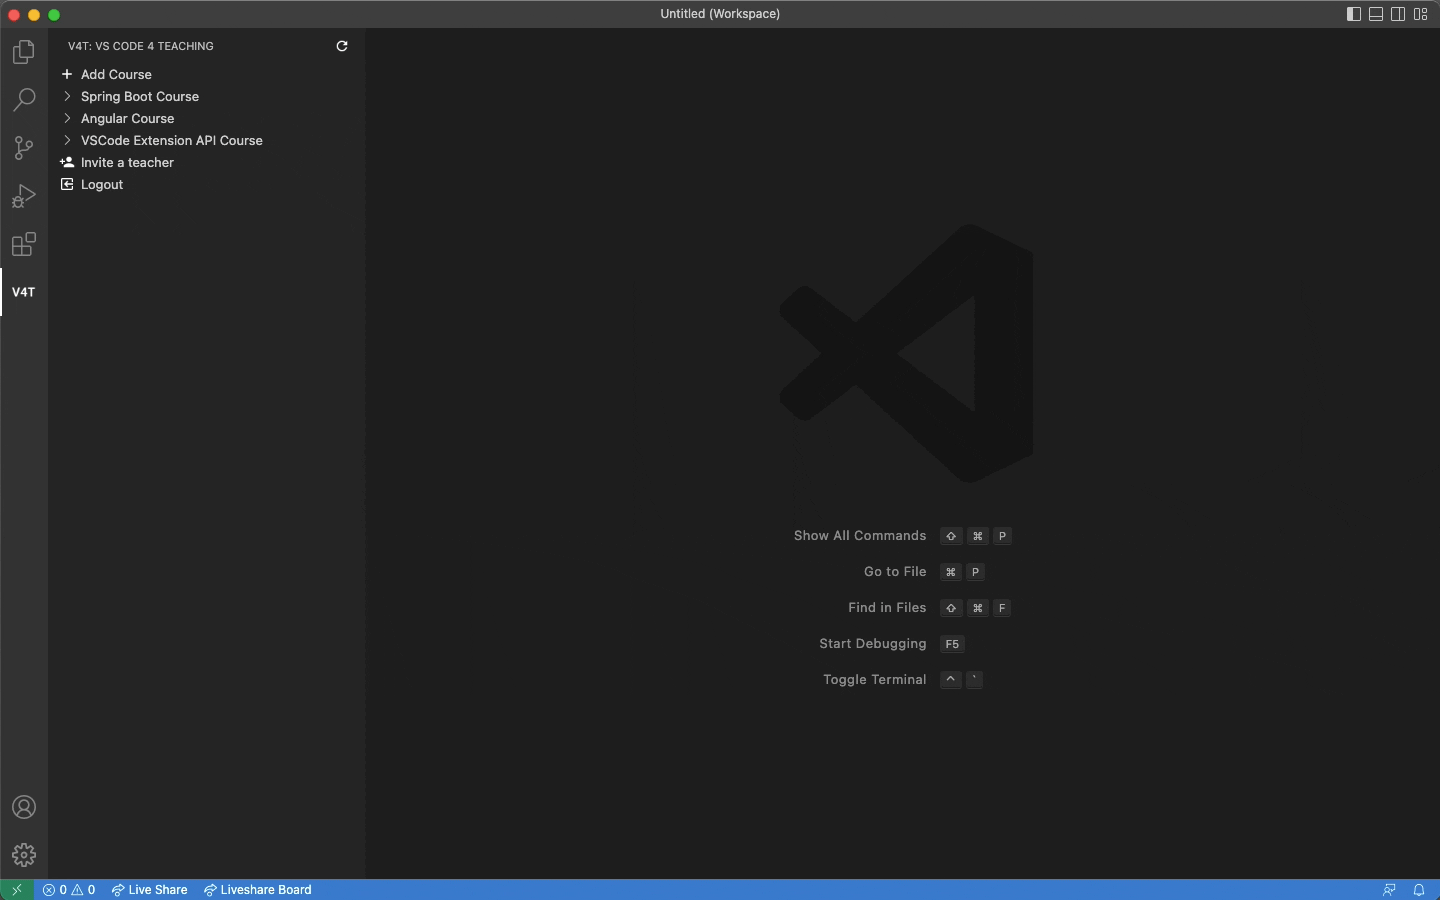 Untitled (Workspace)
V4T: VS CODE 4 TEACHING
Add Course
Spring Boot Course
Angular Course
VSCode Extension API Course
Invite a teacher
Logout
V4T
Show All Commands ⇧ ⌘ P
Go to File ⌘ P
Find in Files ⇧ ⌘ F
Start Debugging F5
Toggle Terminal ^ `
0 0 Live Share Liveshare Board